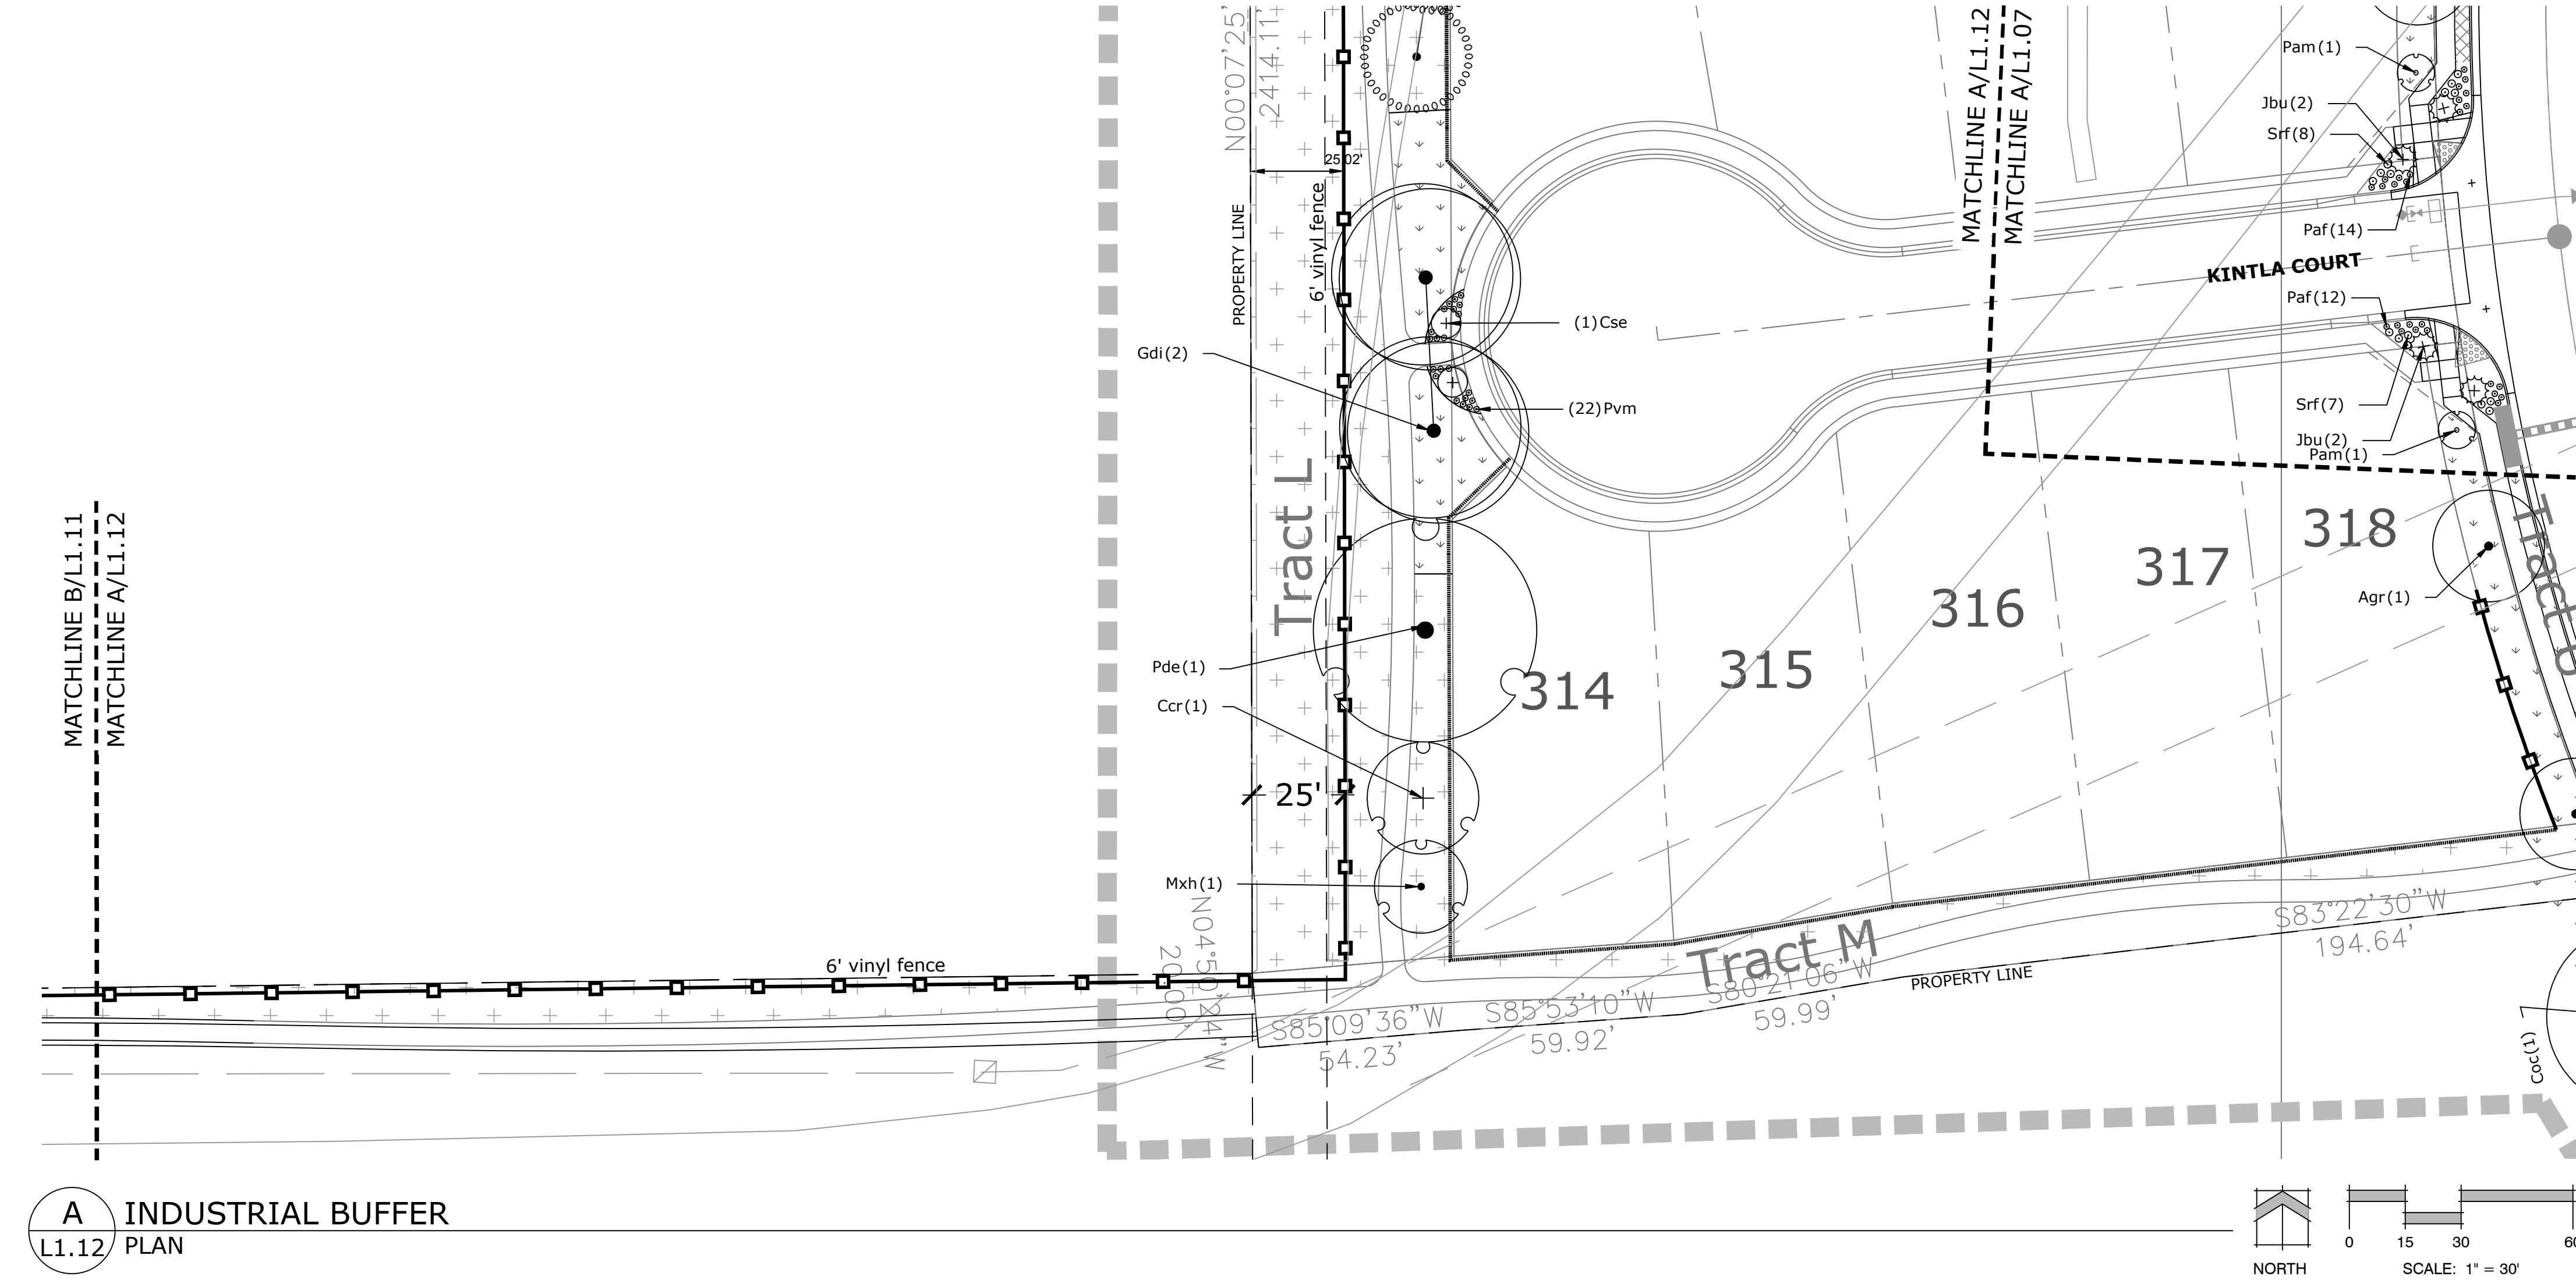 N00°07'25"
2414.11'
MATCHLINE A/L1.12
MATCHLINE A/L1.07
Pam(1)
Jbu(2)
Srf(8)
25.02'
PROPERTY LINE
6' vinyl fence
Paf(14)
KINTLA COURT
Paf(12)
(1)Cse
Gdi(2)
(22)Pvm
Srf(7)
Jbu(2)
Pam(1)
Tract L
MATCHLINE B/L1.11
MATCHLINE A/L1.12
318
317
316
315
314
Tract
Agr(1)
Pde(1)
Ccr(1)
25'
Mxh(1)
N04°50'24"W
20.00'
6' vinyl fence
Tract M
S83°22'30"W
194.64'
PROPERTY LINE
S80°21'06"W
59.99'
S85°53'10"W
59.92'
S85°09'36"W
54.23'
Coc(1)
A
L1.12
INDUSTRIAL BUFFER
PLAN
NORTH
0 15 30 60
SCALE: 1" = 30'